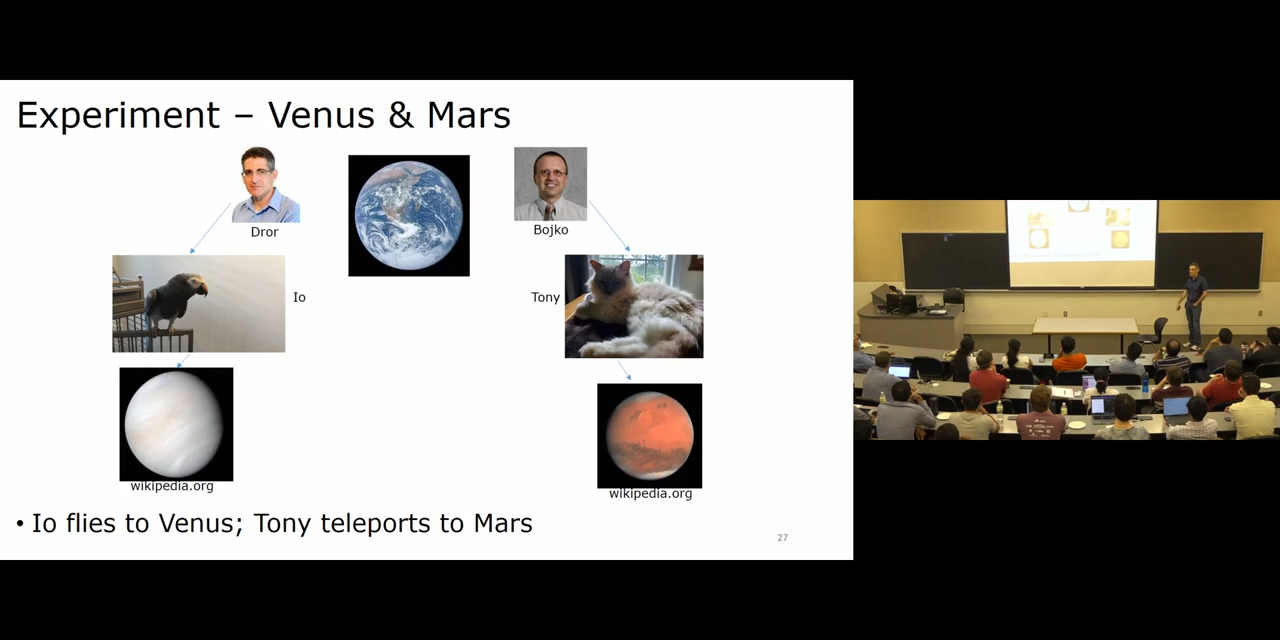 Experiment – Venus & Mars
Dror
Bojko
Io
Tony
wikipedia.org
wikipedia.org
• Io flies to Venus; Tony teleports to Mars
27